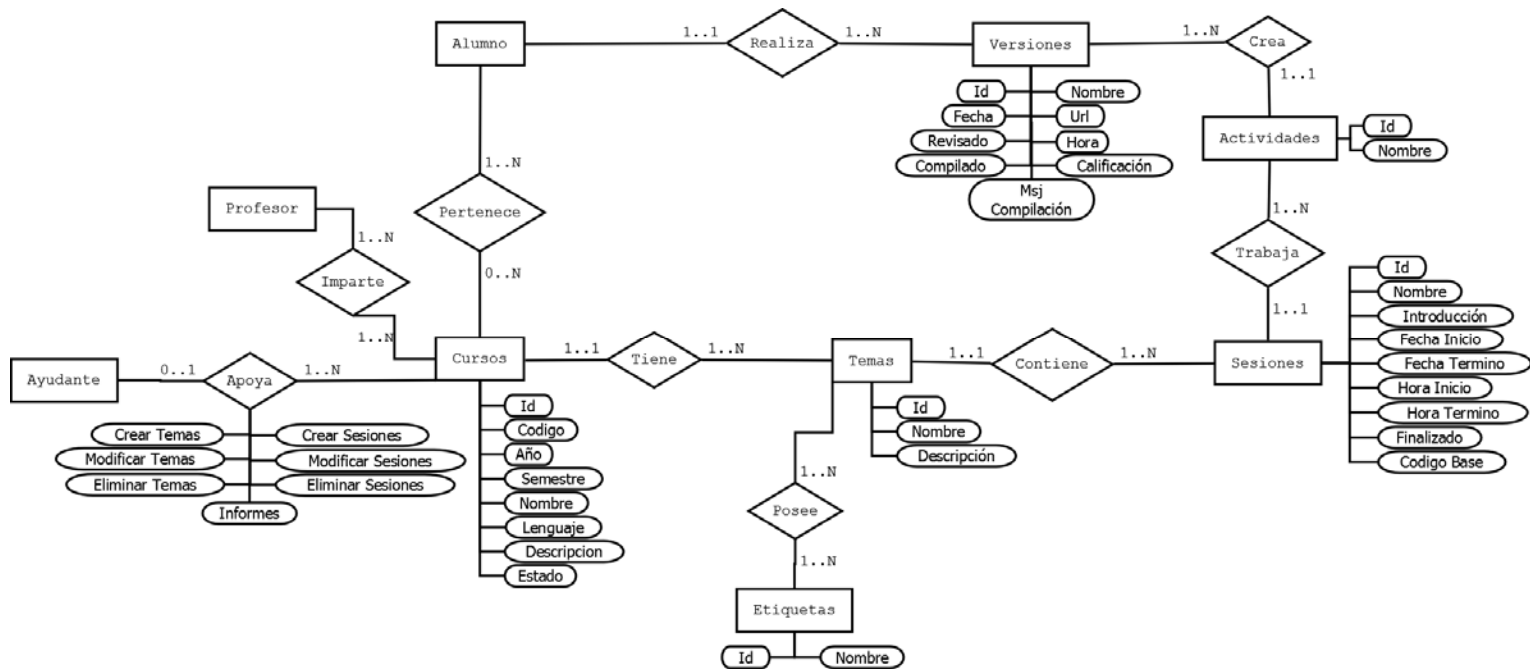 Alumno
1..1
Realiza
1..N
Versiones
1..N
Crea
1..1
Id
Nombre
Fecha
Url
Revisado
Hora
Compilado
Calificación
Msj
Compilación
Actividades
Id
Nombre
1..N
Pertenece
0..N
Profesor
1..N
Imparte
1..N
1..N
Trabaja
1..1
Ayudante
0..1
Apoya
1..N
Crear Temas
Crear Sesiones
Modificar Temas
Modificar Sesiones
Eliminar Temas
Eliminar Sesiones
Informes
Cursos
1..1
Tiene
1..N
Id
Codigo
Año
Semestre
Nombre
Lenguaje
Descripcion
Estado
Temas
1..1
Contiene
1..N
Id
Nombre
Descripción
1..N
Posee
1..N
Etiquetas
Id
Nombre
Sesiones
Id
Nombre
Introducción
Fecha Inicio
Fecha Termino
Hora Inicio
Hora Termino
Finalizado
Codigo Base